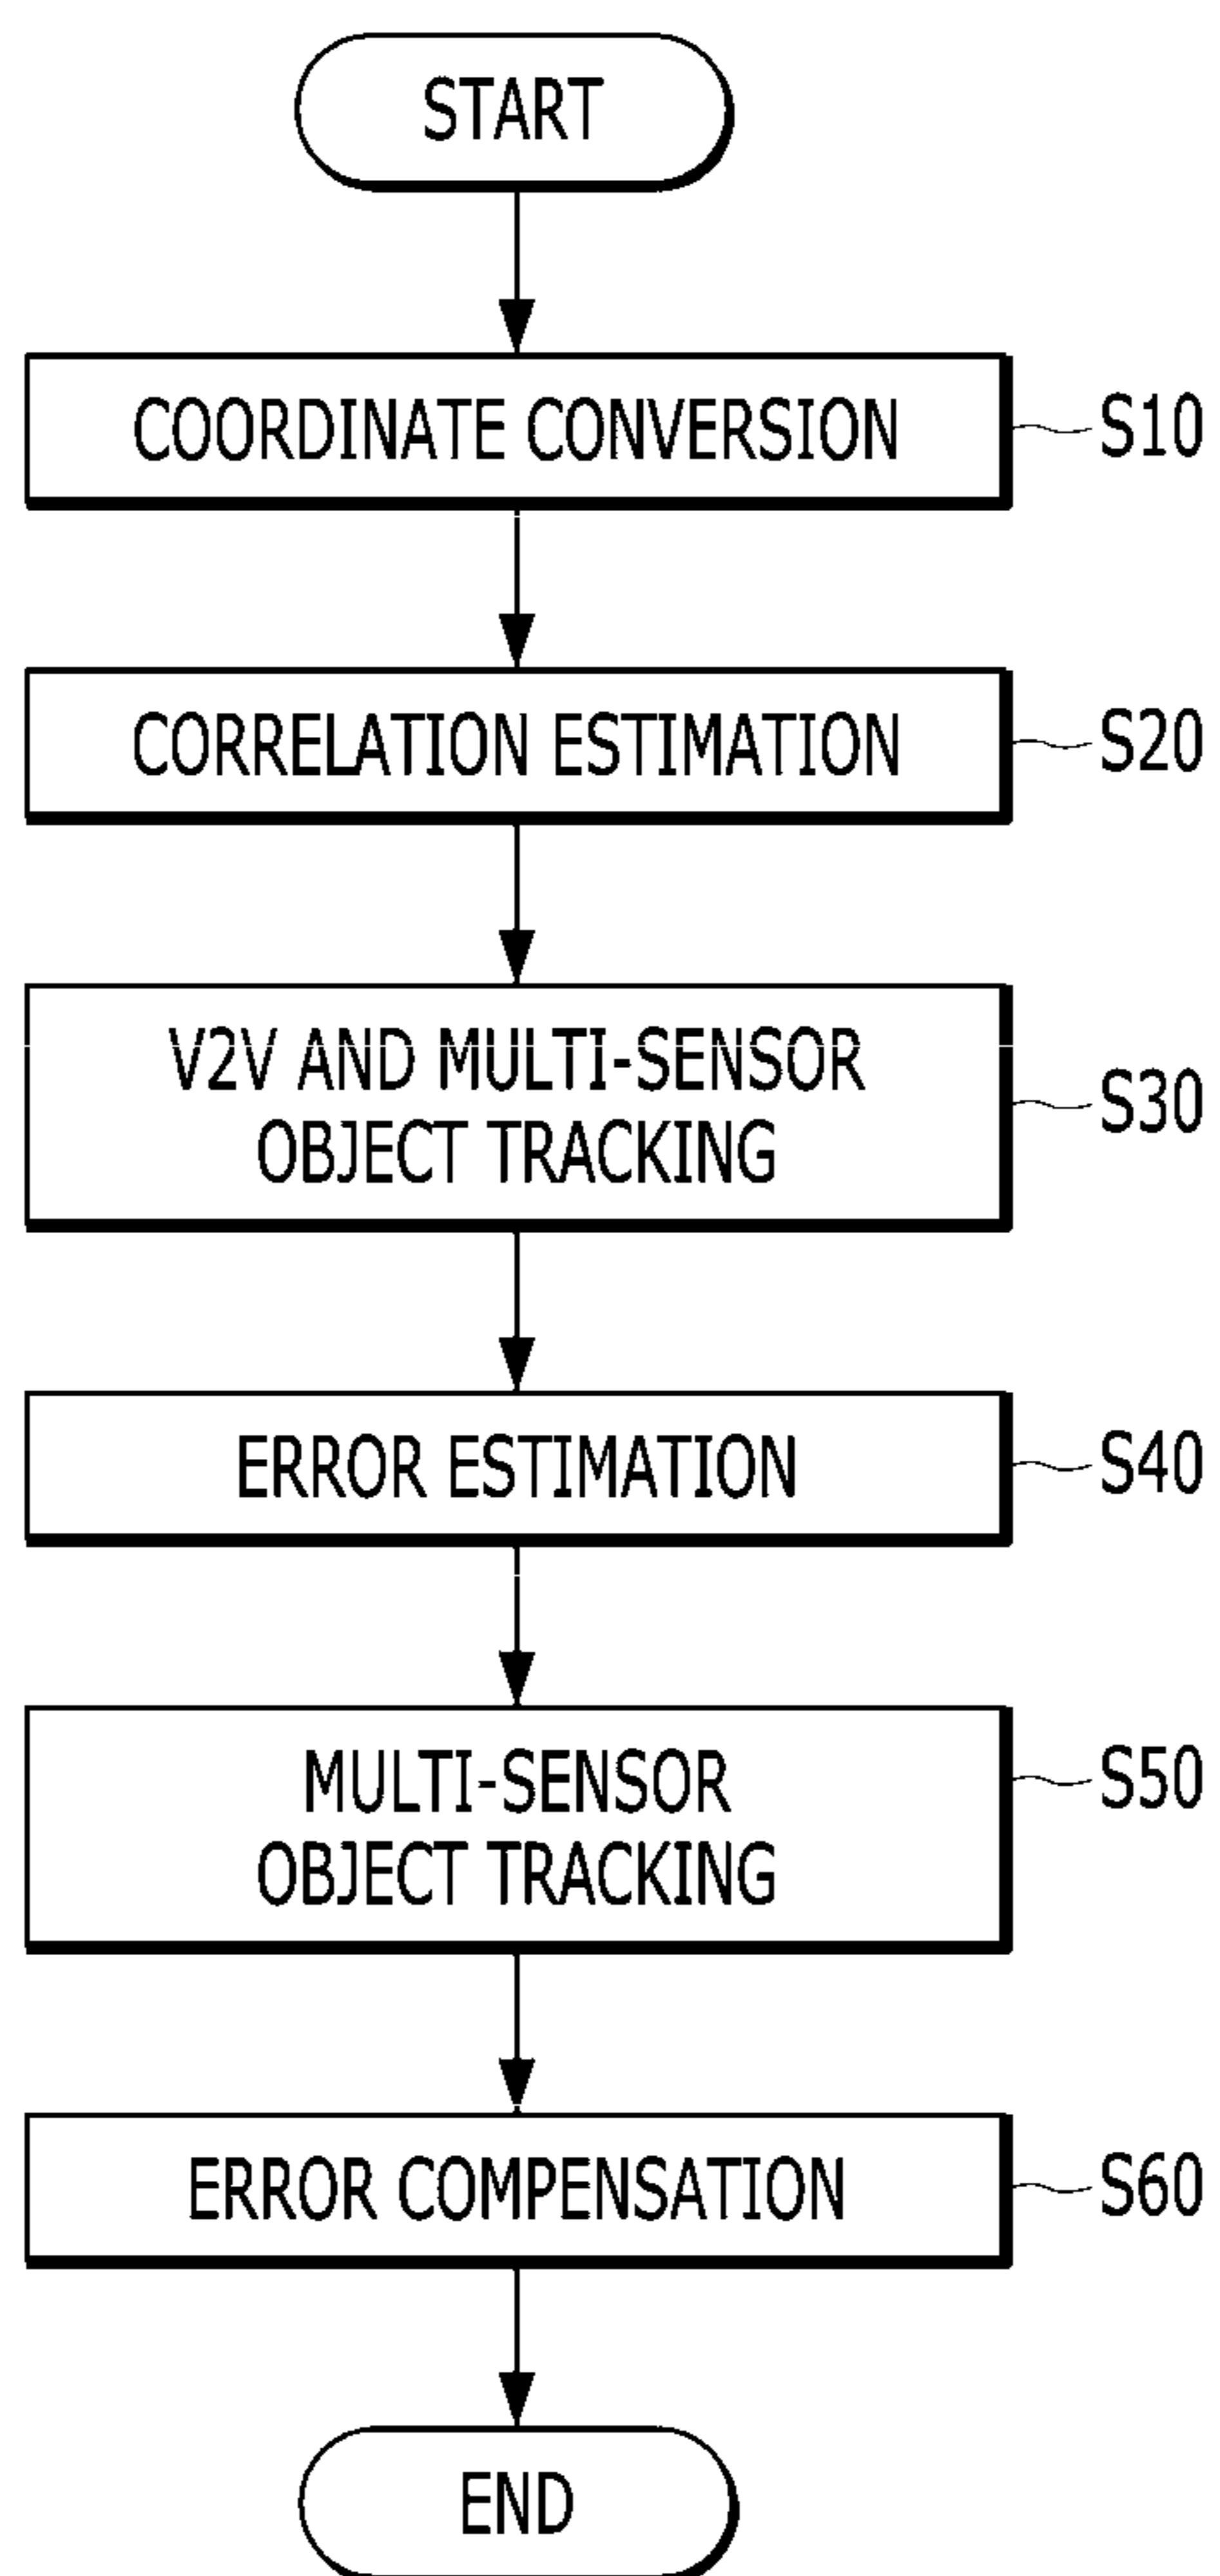 START
COORDINATE CONVERSION
S10
CORRELATION ESTIMATION
S20
V2V AND MULTI-SENSOR
OBJECT TRACKING
S30
ERROR ESTIMATION
S40
MULTI-SENSOR
OBJECT TRACKING
S50
ERROR COMPENSATION
S60
END